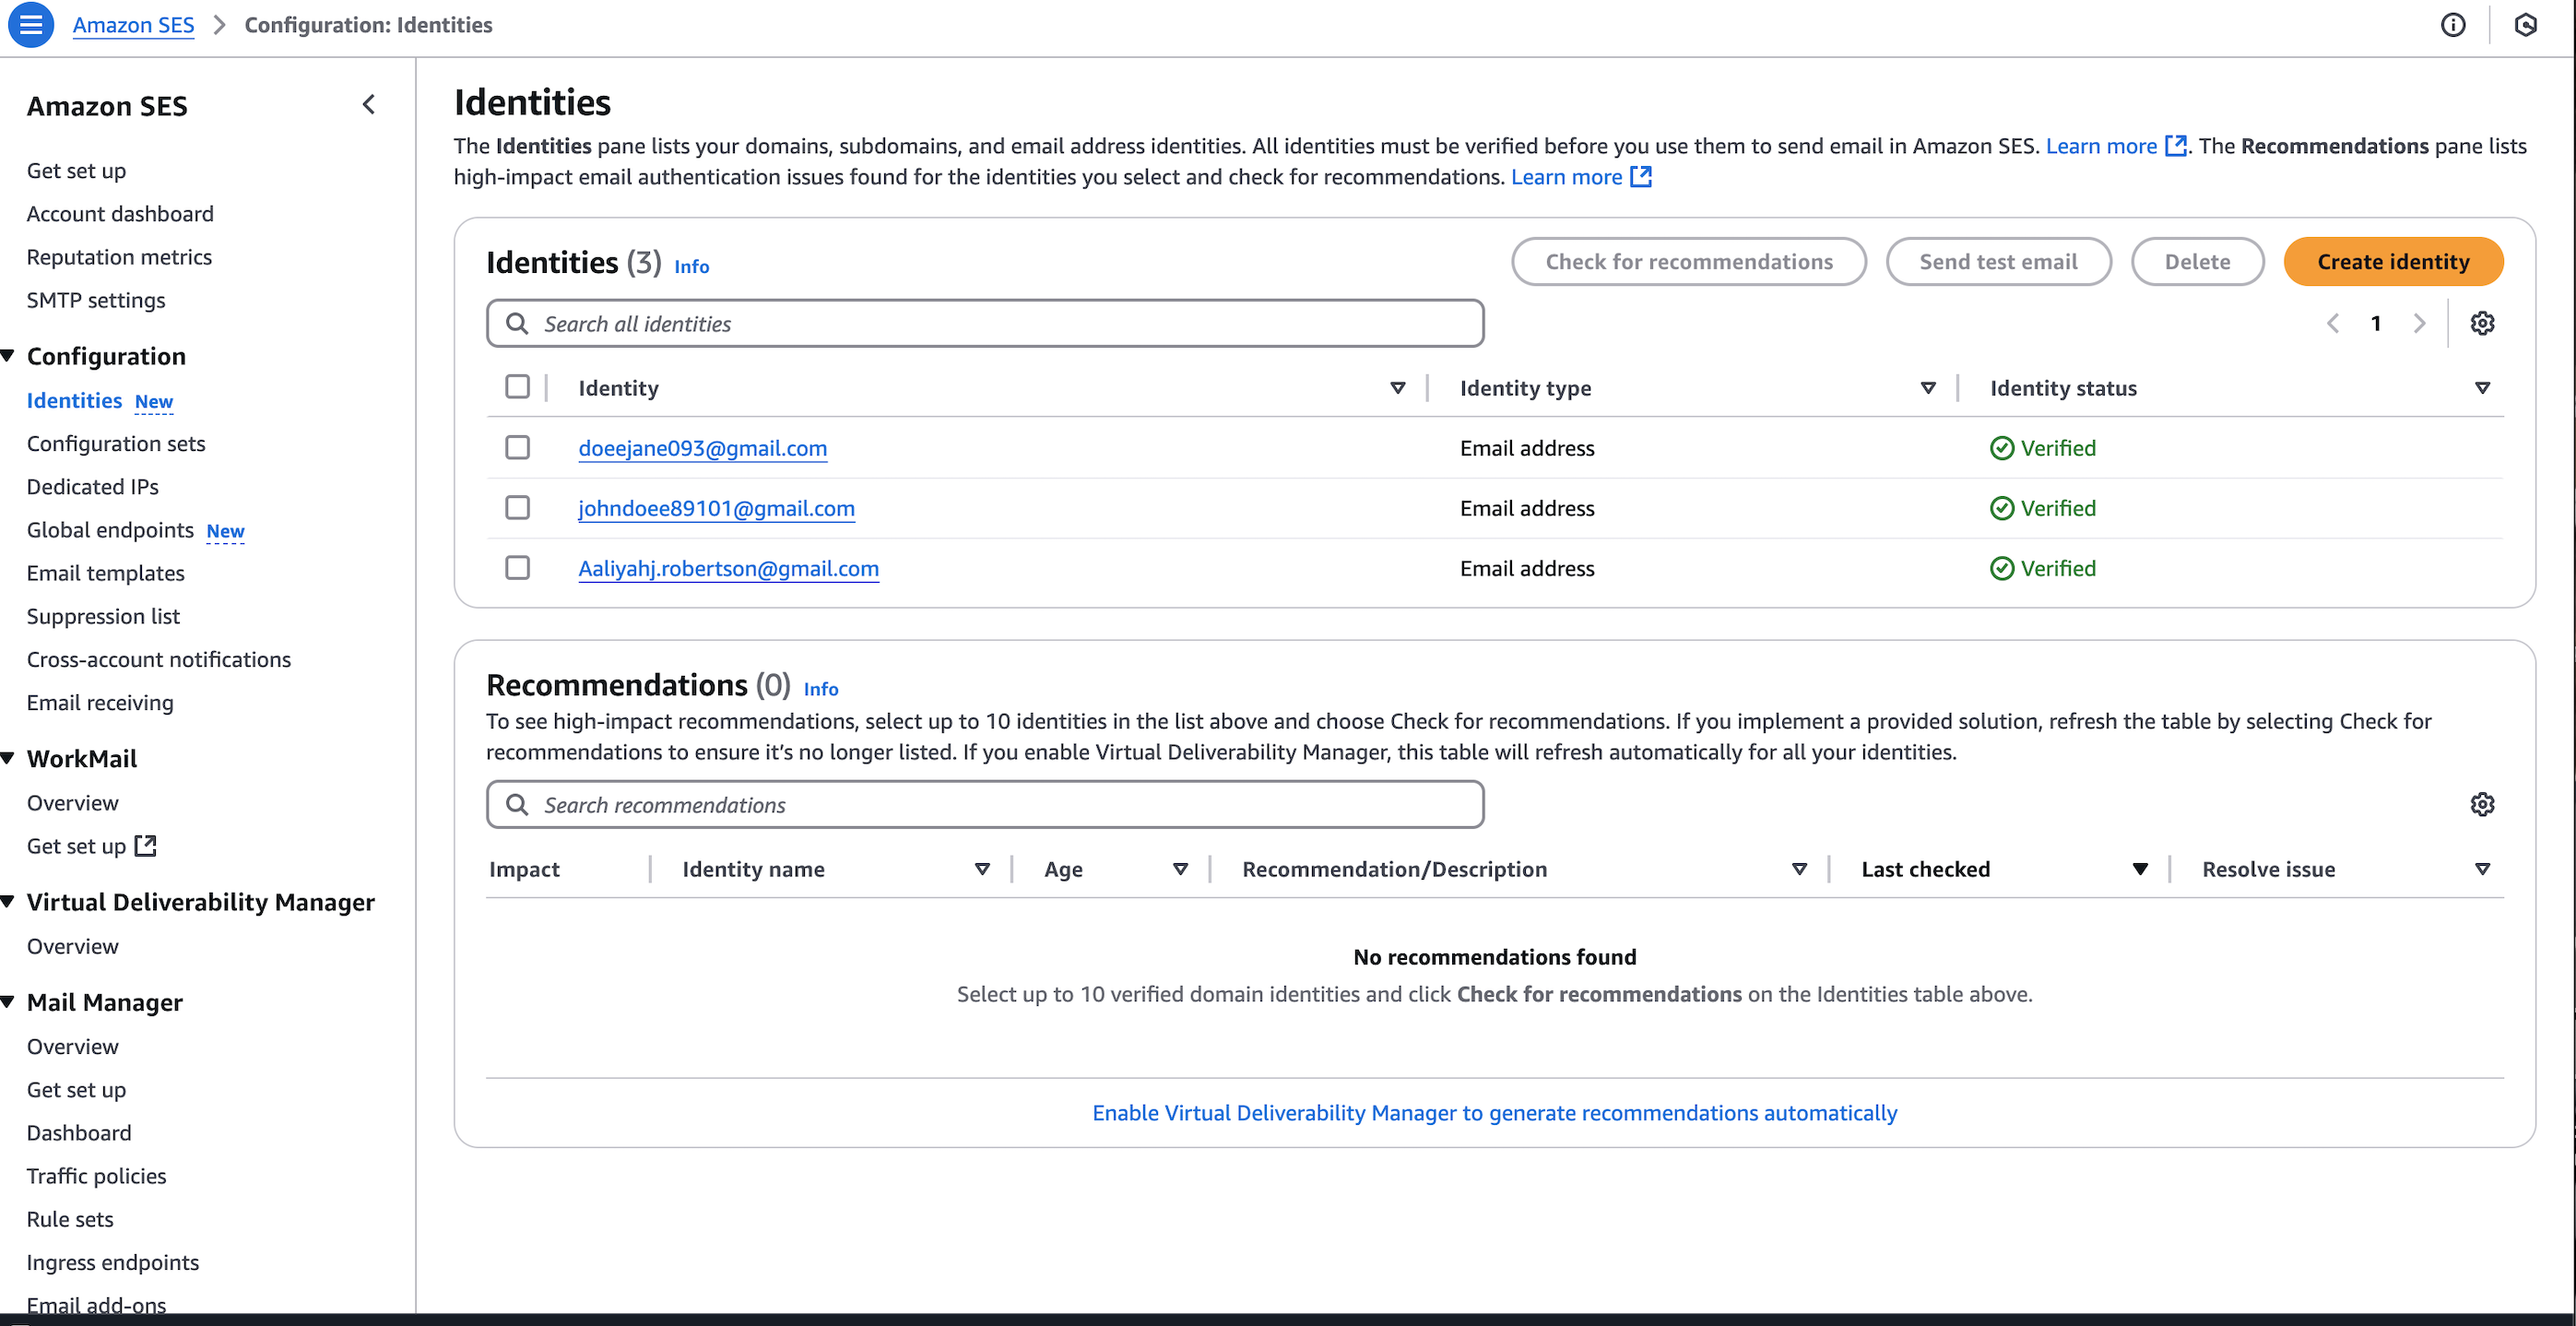 Amazon SES > Configuration: Identities
Amazon SES
Get set up
Account dashboard
Reputation metrics
SMTP settings
Configuration
Identities New
Configuration sets
Dedicated IPs
Global endpoints New
Email templates
Suppression list
Cross-account notifications
Email receiving
WorkMail
Overview
Get set up
Virtual Deliverability Manager
Overview
Mail Manager
Overview
Get set up
Dashboard
Traffic policies
Rule sets
Ingress endpoints
Email add-ons
Identities
The Identities pane lists your domains, subdomains, and email address identities. All identities must be verified before you use them to send email in Amazon SES. Learn more. The Recommendations pane lists
high-impact email authentication issues found for the identities you select and check for recommendations. Learn more
Identities (3) Info
Check for recommendations Send test email Delete Create identity
Search all identities
1
Identity Identity type Identity status
doeejane093@gmail.com Email address Verified
johndoee89101@gmail.com Email address Verified
Aaliyahj.robertson@gmail.com Email address Verified
Recommendations (0) Info
To see high-impact recommendations, select up to 10 identities in the list above and choose Check for recommendations. If you implement a provided solution, refresh the table by selecting Check for
recommendations to ensure it’s no longer listed. If you enable Virtual Deliverability Manager, this table will refresh automatically for all your identities.
Search recommendations
Impact Identity name Age Recommendation/Description Last checked Resolve issue
No recommendations found
Select up to 10 verified domain identities and click Check for recommendations on the Identities table above.
Enable Virtual Deliverability Manager to generate recommendations automatically